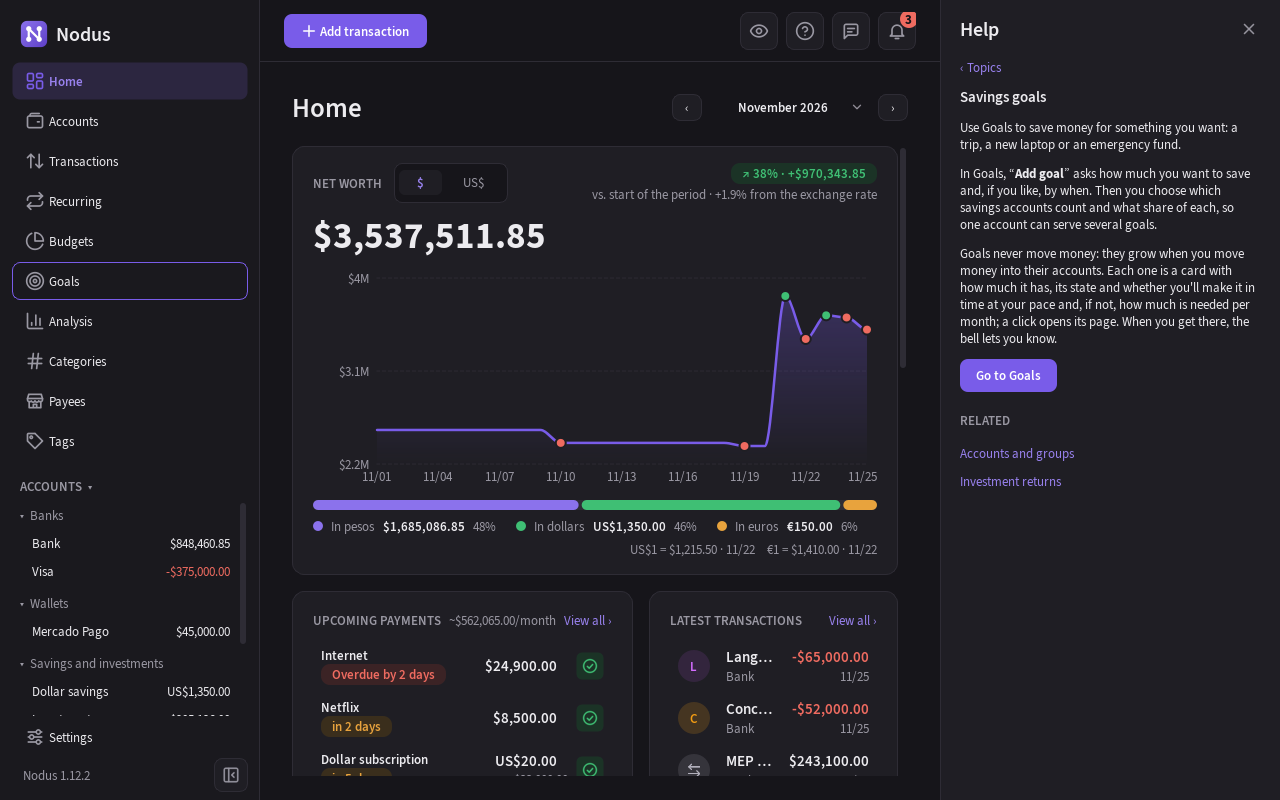 Nodus
Home
Accounts
Transactions
Recurring
Budgets
Goals
Analysis
Categories
Payees
Tags
ACCOUNTS
Banks
Bank $848,460.85
Visa -$375,000.00
Wallets
Mercado Pago $45,000.00
Savings and investments
Dollar savings US$1,350.00
Settings
Nodus 1.12.2
Add transaction
3
Home
‹ November 2026 ›
NET WORTH $ US$
↗ 38% · +$970,343.85
vs. start of the period · +1.9% from the exchange rate
$3,537,511.85
$4M
$3.1M
$2.2M
11/01 11/04 11/07 11/10 11/13 11/16 11/19 11/22 11/25
In pesos $1,685,086.85 48% In dollars US$1,350.00 46% In euros €150.00 6%
US$1 = $1,215.50 · 11/22 €1 = $1,410.00 · 11/22
UPCOMING PAYMENTS ~$562,065.00/month View all ›
Internet
Overdue by 2 days
$24,900.00
Netflix
in 2 days
$8,500.00
Dollar subscription
US$20.00
LATEST TRANSACTIONS View all ›
L Lang... -$65,000.00
Bank 11/25
C Conc... -$52,000.00
Bank 11/25
MEP ... $243,100.00
Help
‹ Topics
Savings goals
Use Goals to save money for something you want: a
trip, a new laptop or an emergency fund.
In Goals, “Add goal” asks how much you want to save
and, if you like, by when. Then you choose which
savings accounts count and what share of each, so
one account can serve several goals.
Goals never move money: they grow when you move
money into their accounts. Each one is a card with
how much it has, its state and whether you'll make it in
time at your pace and, if not, how much is needed per
month; a click opens its page. When you get there, the
bell lets you know.
Go to Goals
RELATED
Accounts and groups
Investment returns